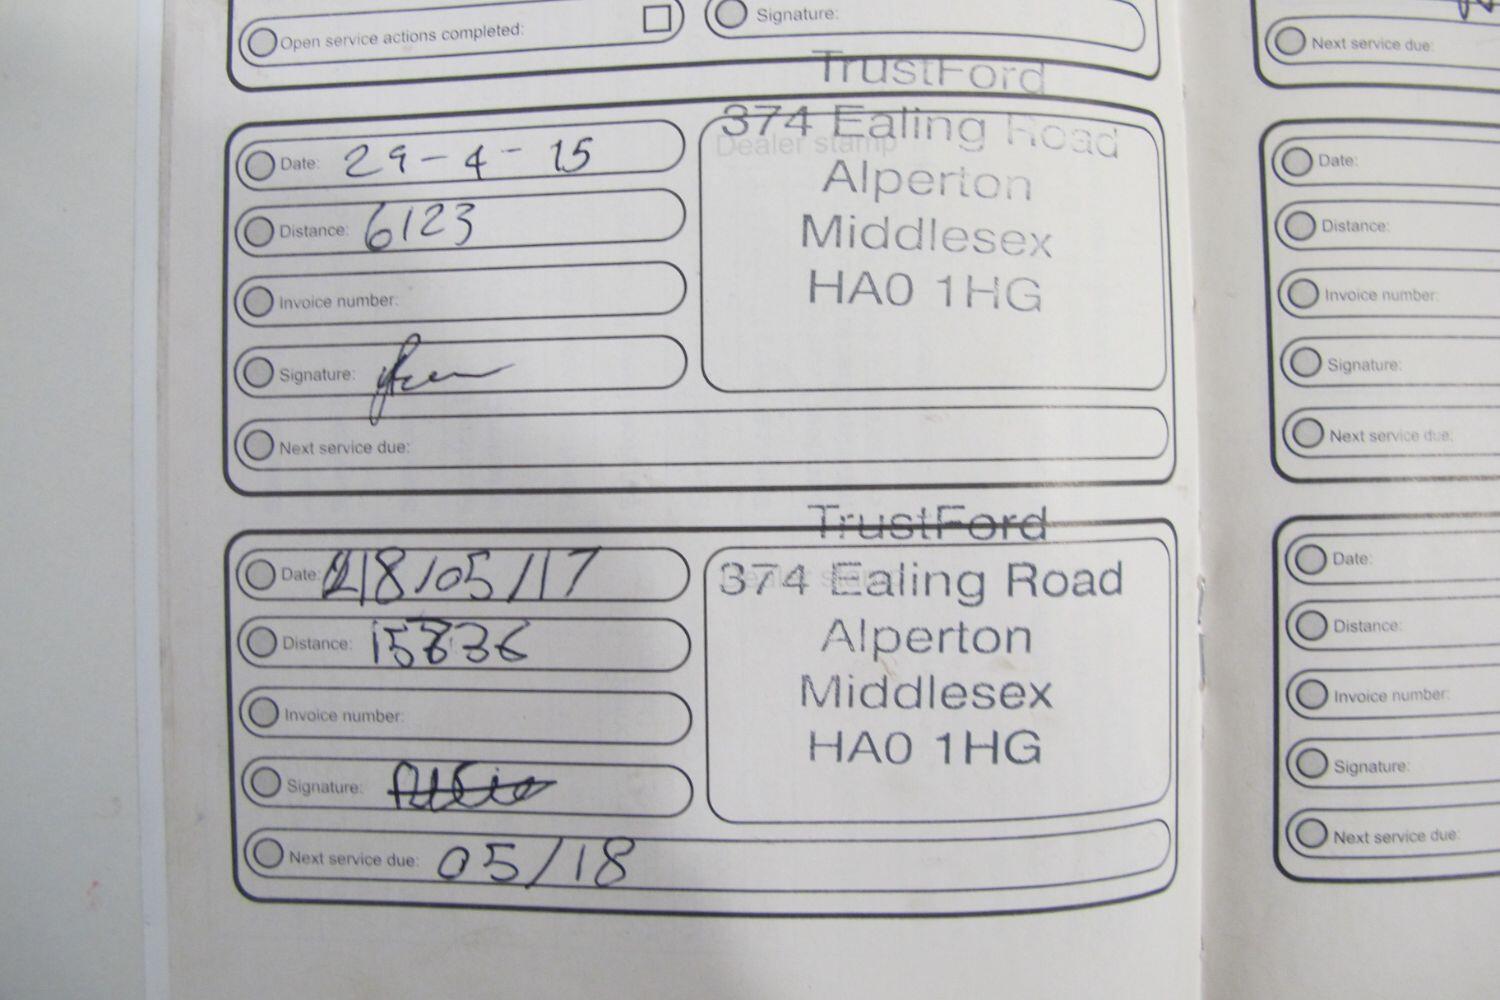 Open service actions completed:
Signature:
TrustFord
Date: 29-4-15
374 Ealing Road
Dealer stamp
Alperton
Distance: 6123
Middlesex
Invoice number:
HA0 1HG
Signature:
Next service due:
TrustFord
Date: 18/05/17
374 Ealing Road
Alperton
Distance: 15836
Middlesex
Invoice number:
HA0 1HG
Signature:
Next service due: 05/18
Next service due:
Date:
Distance:
Invoice number:
Signature:
Next service due:
Date:
Distance:
Invoice number:
Signature:
Next service due: